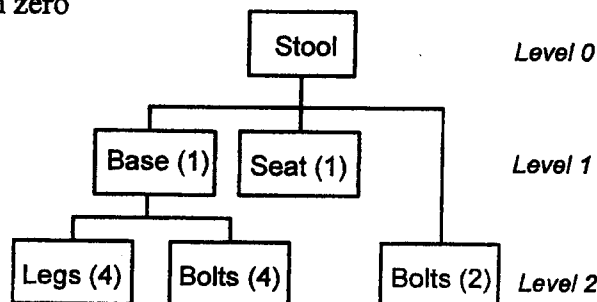 zero
Stool Level 0
Base (1) Seat (1) Level 1
Legs (4) Bolts (4) Bolts (2) Level 2